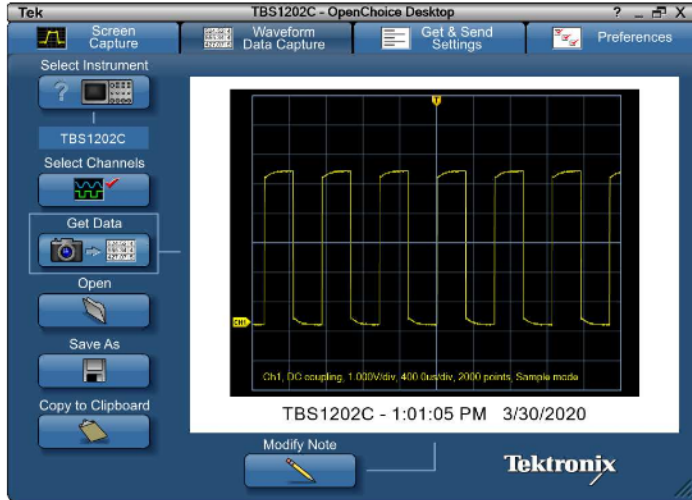 Tek
TBS1202C - OpenChoice Desktop
? _ X
Screen
Capture
Waveform
Data Capture
Get & Send
Settings
Preferences
Select Instrument
?
TBS1202C
Select Channels
Get Data
Open
Save As
Copy to Clipboard
T
CH1
Ch1, DC coupling, 1.000V/div, 400.0us/div, 2000 points, Sample mode
TBS1202C - 1:01:05 PM 3/30/2020
Modify Note
Tektronix